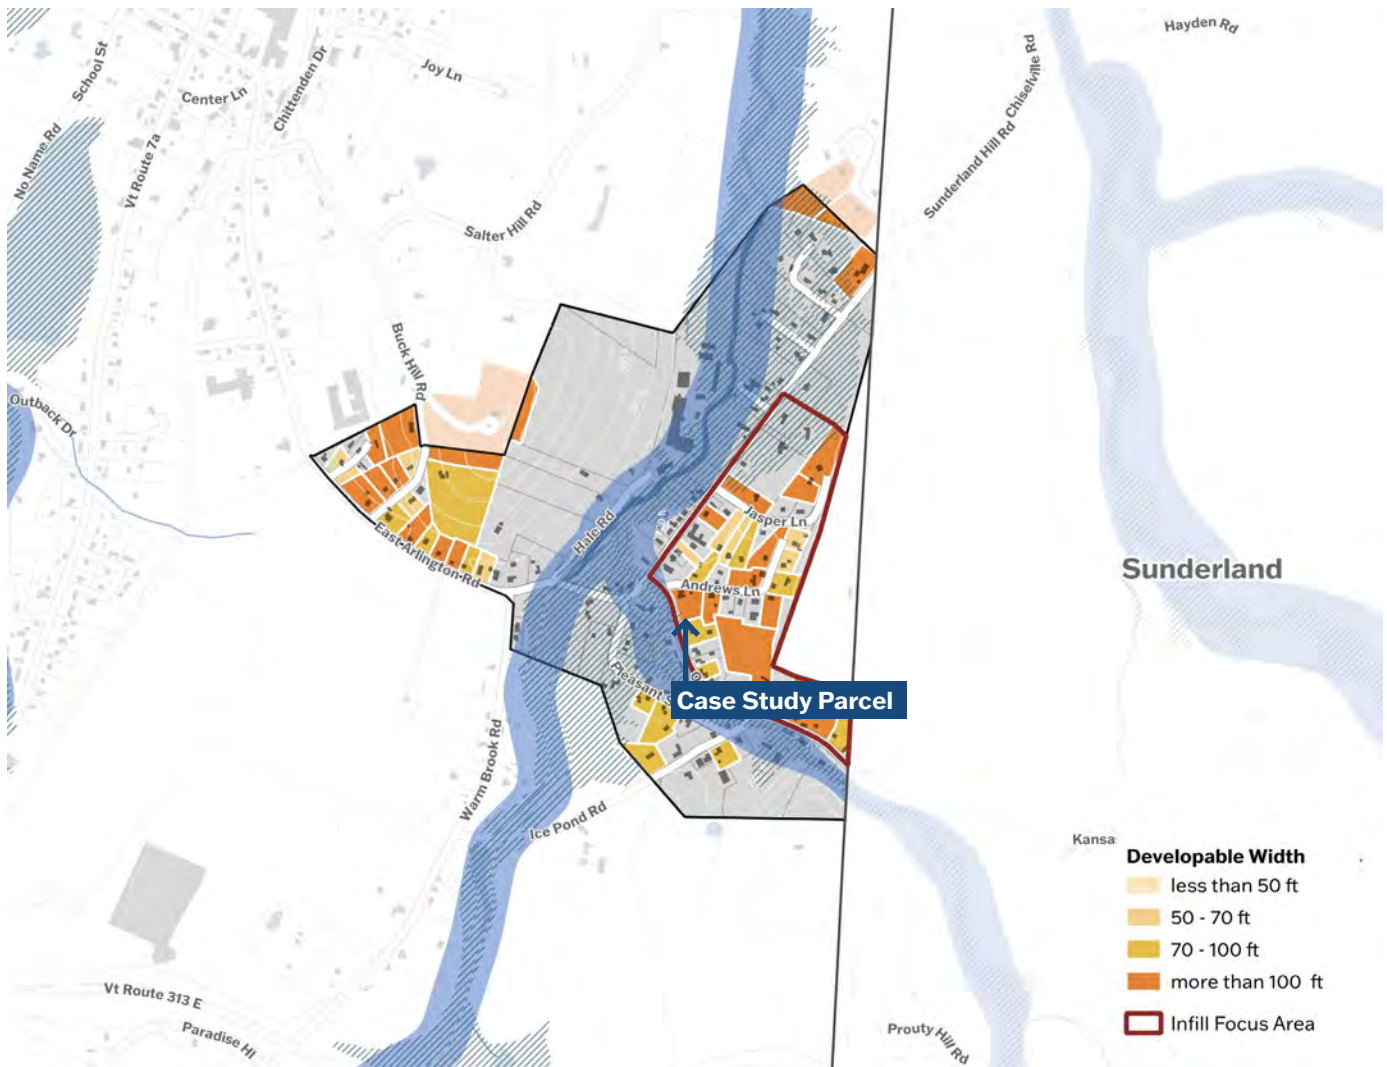 Hayden Rd
School St
Center Ln
Chittenden Dr
Joy Ln
Chiselville Rd
No Name Rd
Vt Route 7a
Sunderland Hill Rd
Salter Hill Rd
Buck Hill Rd
Outback Dr
Hale Rd
Jasper Ln
East Arlington Rd
Andrews Ln
Sunderland
Pleasant S
Case Study Parcel
Warm Brook Rd
Ice Pond Rd
Kansa
Developable Width
less than 50 ft
50 - 70 ft
70 - 100 ft
more than 100 ft
Infill Focus Area
Vt Route 313 E
Paradise Hl
Prouty Hill Rd